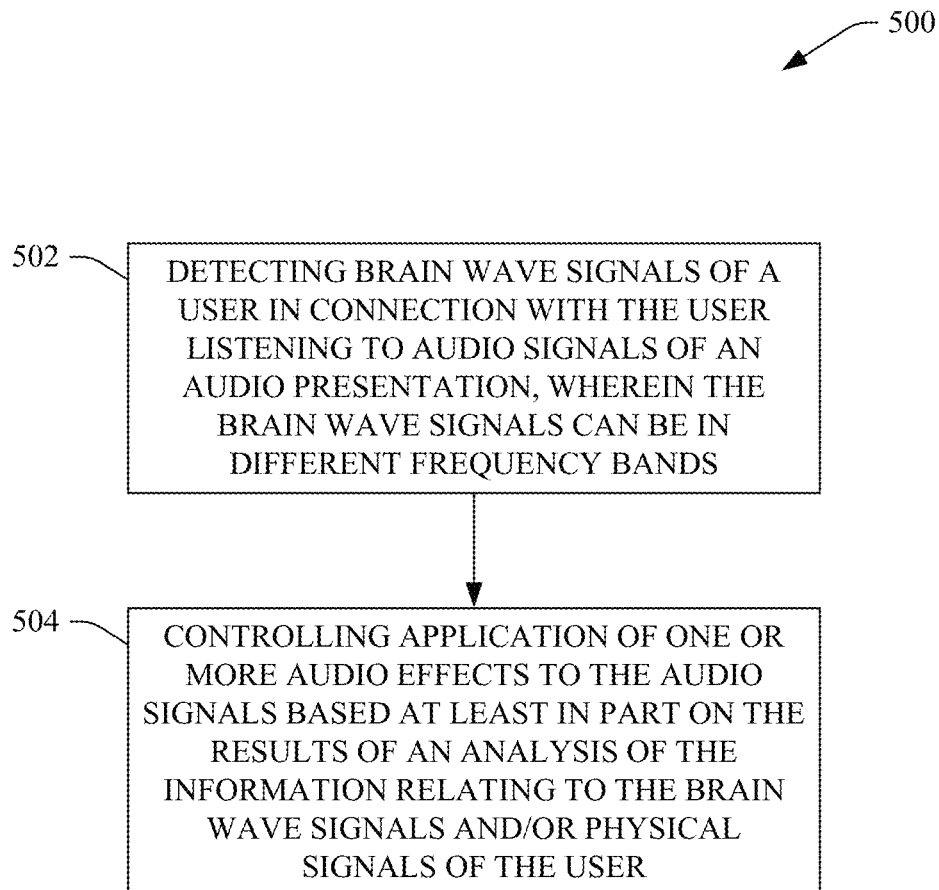 500
502
DETECTING BRAIN WAVE SIGNALS OF A
USER IN CONNECTION WITH THE USER
LISTENING TO AUDIO SIGNALS OF AN
AUDIO PRESENTATION, WHEREIN THE
BRAIN WAVE SIGNALS CAN BE IN
DIFFERENT FREQUENCY BANDS
504
CONTROLLING APPLICATION OF ONE OR
MORE AUDIO EFFECTS TO THE AUDIO
SIGNALS BASED AT LEAST IN PART ON THE
RESULTS OF AN ANALYSIS OF THE
INFORMATION RELATING TO THE BRAIN
WAVE SIGNALS AND/OR PHYSICAL
SIGNALS OF THE USER